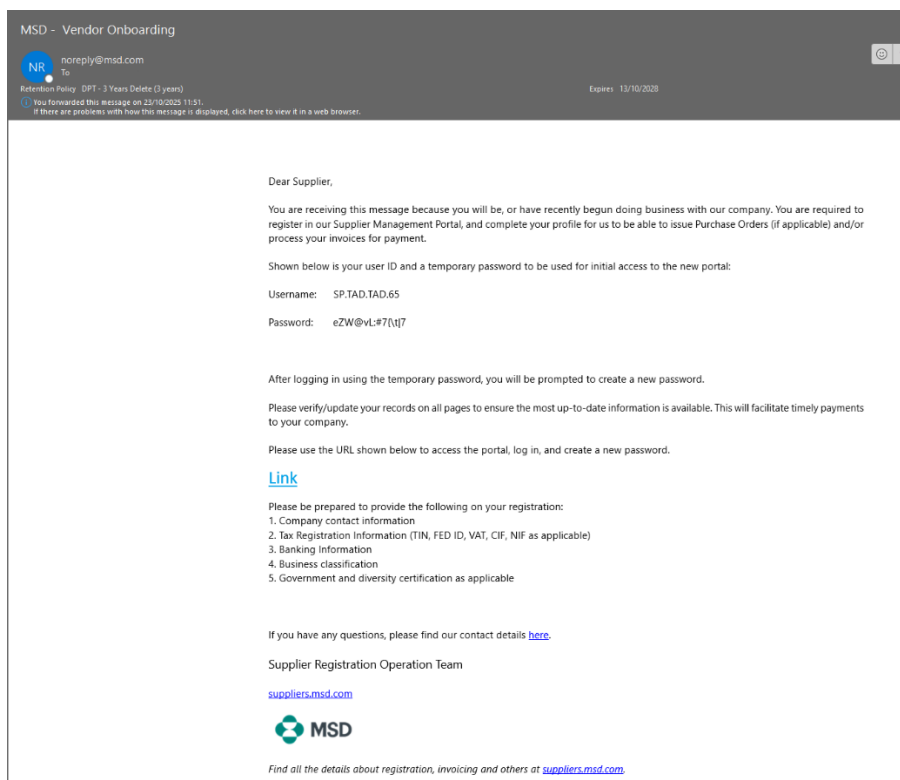 MSD - Vendor Onboarding
NR
noreply@msd.com
To
Retention Policy DPT - 3 Years Delete (3 years)
Expires 13/10/2028
You forwarded this message on 23/10/2025 11:51.
If there are problems with how this message is displayed, click here to view it in a web browser.
Dear Supplier,
You are receiving this message because you will be, or have recently begun doing business with our company. You are required to
register in our Supplier Management Portal, and complete your profile for us to be able to issue Purchase Orders (if applicable) and/or
process your invoices for payment.
Shown below is your user ID and a temporary password to be used for initial access to the new portal:
Username: SP.TAD.TAD.65
Password: eZW@vL:#7[\t|7
After logging in using the temporary password, you will be prompted to create a new password.
Please verify/update your records on all pages to ensure the most up-to-date information is available. This will facilitate timely payments
to your company.
Please use the URL shown below to access the portal, log in, and create a new password.
Link
Please be prepared to provide the following on your registration:
1. Company contact information
2. Tax Registration Information (TIN, FED ID, VAT, CIF, NIF as applicable)
3. Banking Information
4. Business classification
5. Government and diversity certification as applicable
If you have any questions, please find our contact details here.
Supplier Registration Operation Team
suppliers.msd.com
MSD
Find all the details about registration, invoicing and others at suppliers.msd.com.